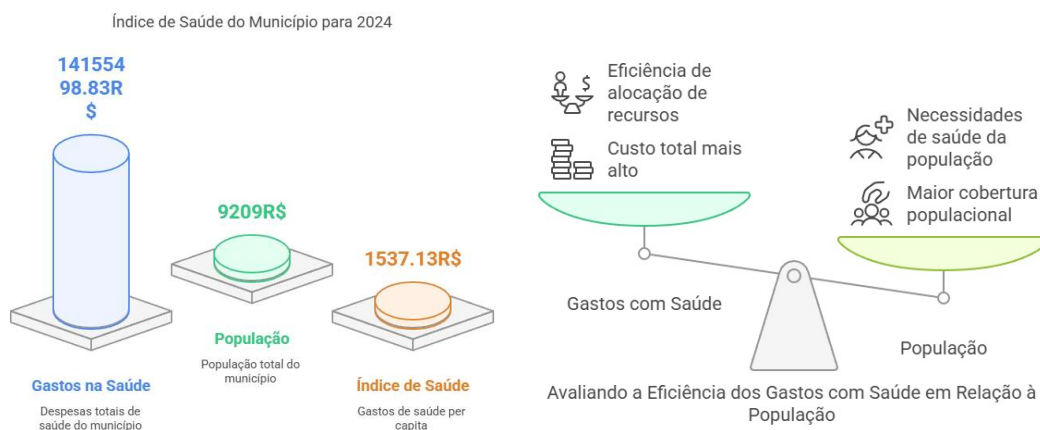 Índice de Saúde do Município para 2024
141554
98.83R
$
9209R$
1537.13R$
População
População total do
município
Gastos na Saúde
Despesas totais de
saúde do município
Índice de Saúde
Gastos de saúde per
capita
$
Eficiência de
alocação de
recursos
Custo total mais
alto
Necessidades
de saúde da
população
Maior cobertura
populacional
Gastos com Saúde
População
Avaliando a Eficiência dos Gastos com Saúde em Relação à
População